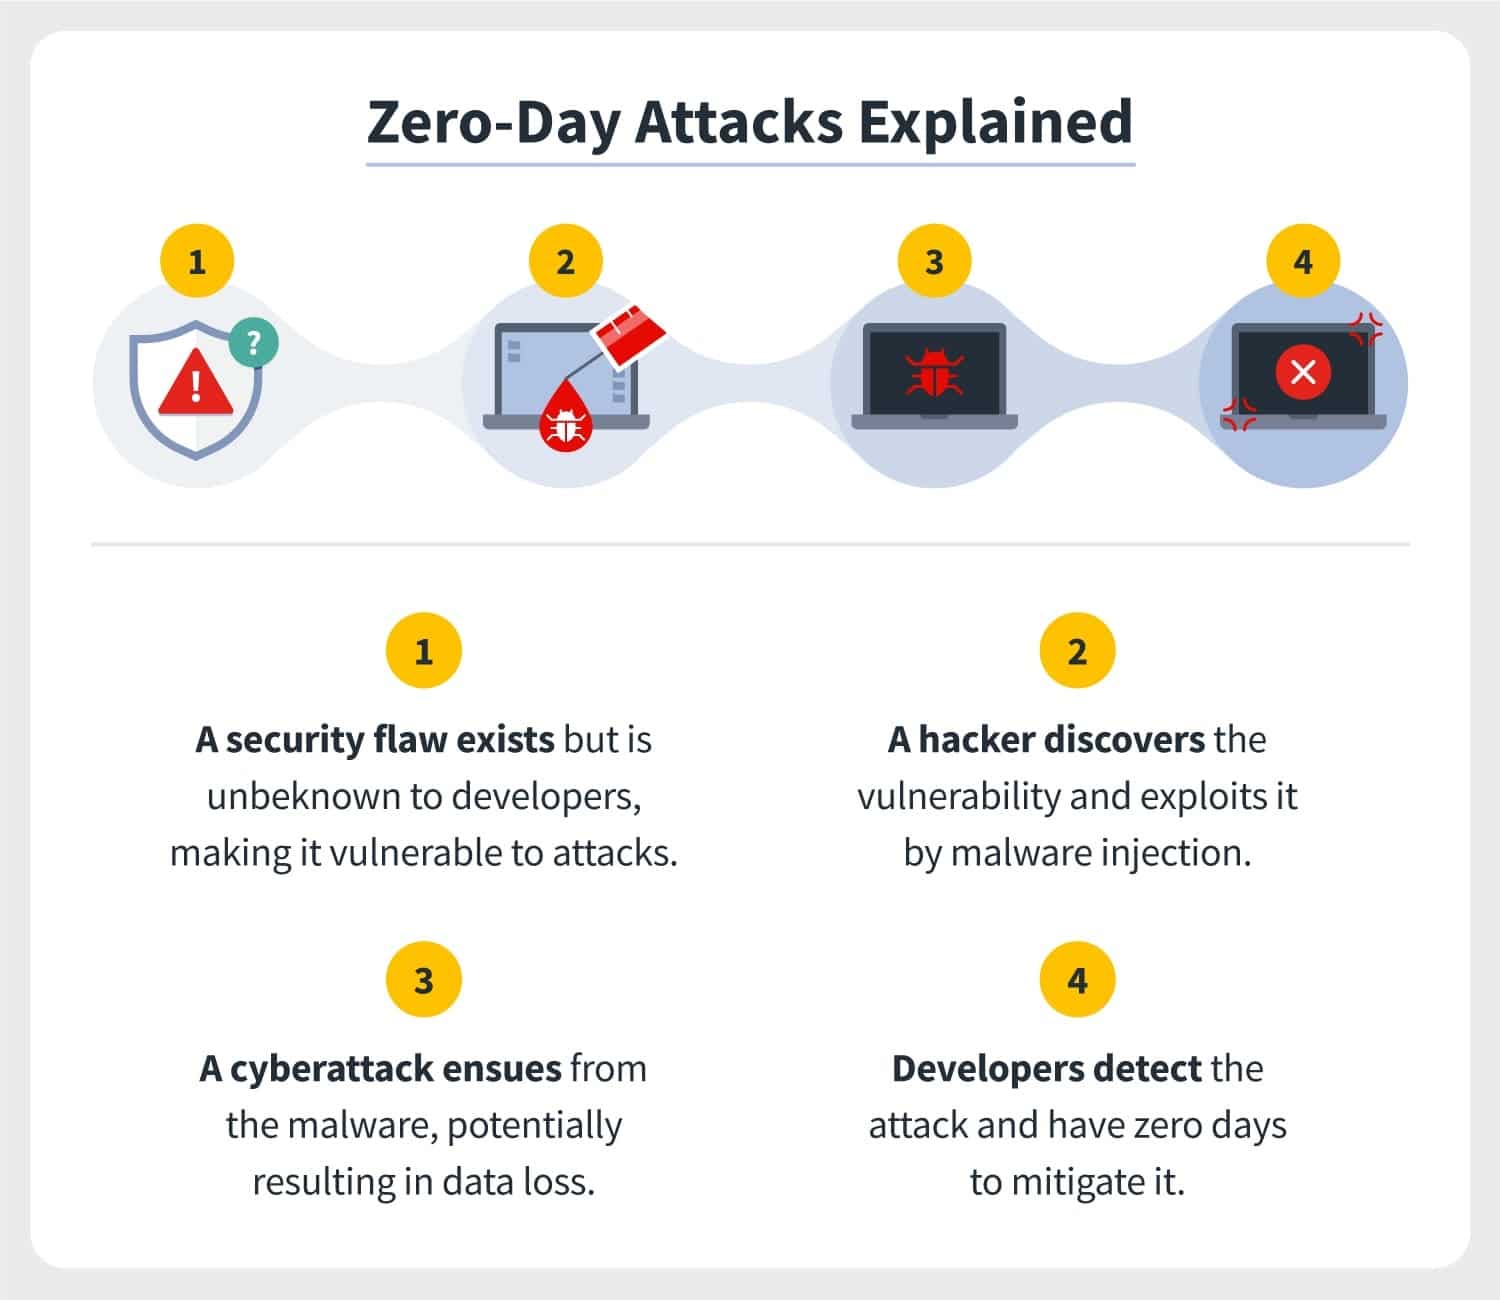 Zero-Day Attacks Explained
1
2
3
4
?
!
1
A security flaw exists but is
unbeknown to developers,
making it vulnerable to attacks.
2
A hacker discovers the
vulnerability and exploits it
by malware injection.
3
A cyberattack ensues from
the malware, potentially
resulting in data loss.
4
Developers detect the
attack and have zero days
to mitigate it.